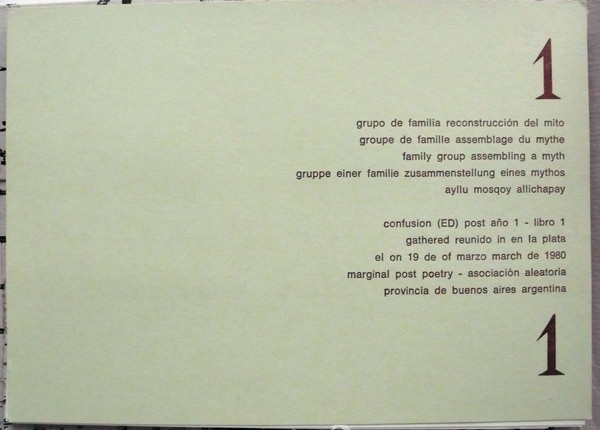 1
grupo de familia reconstrucción del mito
groupe de famille assemblage du mythe
family group assembling a myth
gruppe einer familie zusammenstellung eines mythos
ayllu mosqoy allichapay
confusion (ED) post año 1 - libro 1
gathered reunido in en la plata
el on 19 de of marzo march de 1980
marginal post poetry - asociaciòn aleatoria
provincia de buenos aires argentina
1